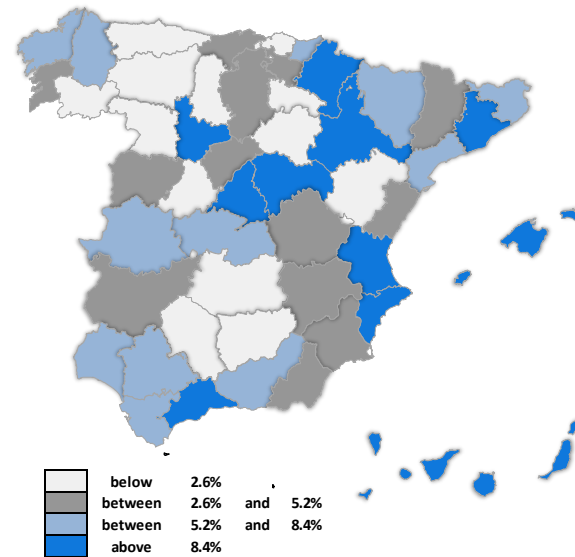 below 2.6%
between 2.6% and 5.2%
between 5.2% and 8.4%
above 8.4%